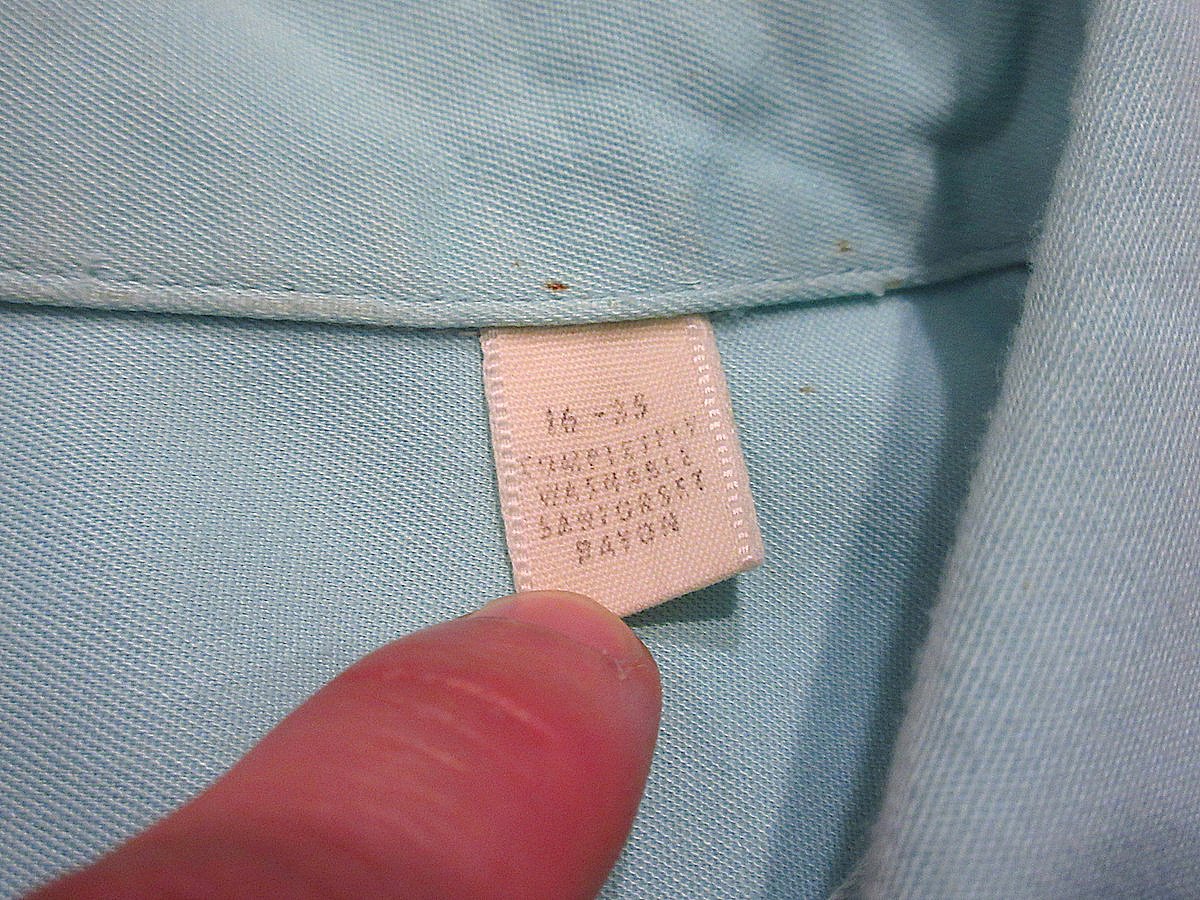 16 - 35
COMPLETELY
WASHABLE
SANFORSET
RAYON